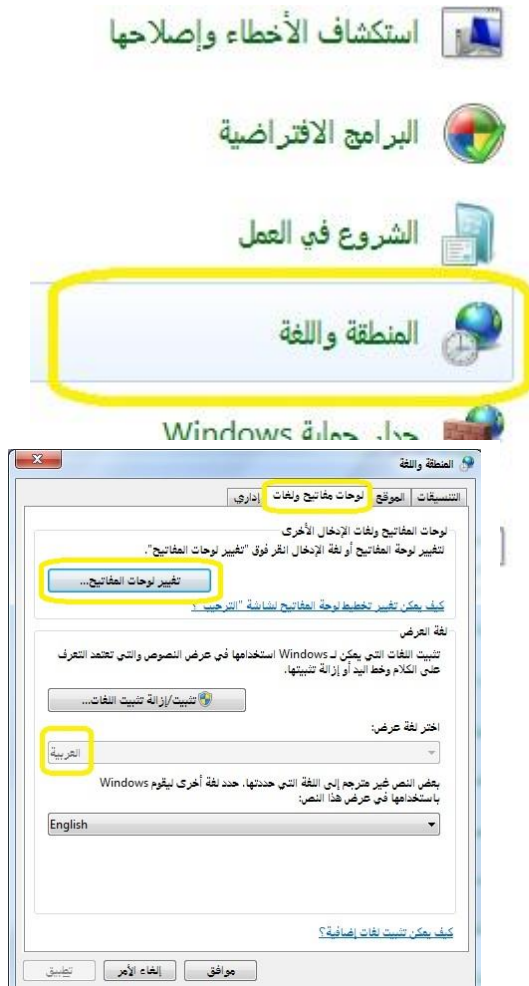 استكشاف الأخطاء وإصلاحها
البرامج الافتراضية
الشروع في العمل
المنطقة واللغة
جدار حماية Windows
المنطقة واللغة
التنسيقات الموقع لوحات مفاتيح ولغات إداري
لوحات المفاتيح ولغات الإدخال الأخرى
لتغيير لوحة المفاتيح أو لغة الإدخال انقر فوق "تغيير لوحات المفاتيح".
تغيير لوحات المفاتيح...
كيف يمكن تغيير تخطيط لوحة المفاتيح لشاشة "الترحيب"؟
لغة العرض
تثبيت اللغات التي يمكن لـ Windows استخدامها في عرض النصوص والتي تعتمد التعرف
على الكلام وخط اليد أو إزالة تثبيتها.
تثبيت/إزالة تثبيت اللغات...
اختر لغة عرض:
العربية
بعض النص غير مترجم إلى اللغة التي حددتها. حدد لغة أخرى ليقوم Windows
باستخدامها في عرض هذا النص:
English
كيف يمكن تثبيت لغات إضافية؟
موافق إلغاء الأمر تطبيق